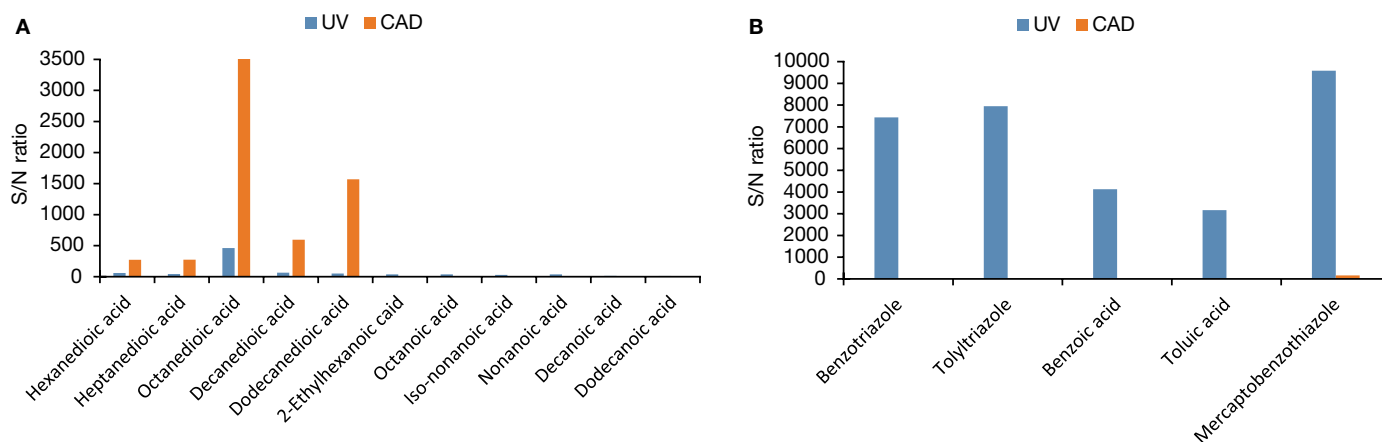 A
UV CAD
S/N ratio
3500
3000
2500
2000
1500
1000
500
0
Hexanedioic acid
Heptanedioic acid
Octanedioic acid
Decanedioic acid
Dodecanedioic acid
2-Ethylhexanoic caid
Octanoic acid
Iso-nonanoic acid
Nonanoic acid
Decanoic acid
Dodecanoic acid
B
UV CAD
S/N ratio
10000
9000
8000
7000
6000
5000
4000
3000
2000
1000
0
Benzotriazole
Tolyltriazole
Benzoic acid
Toluic acid
Mercaptobenzothiazole